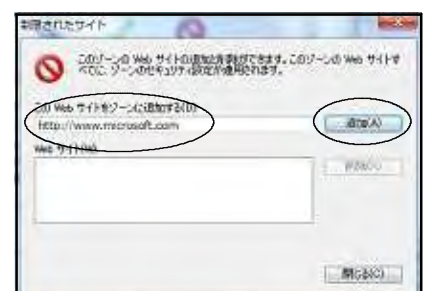 制限されたサイト
このゾーンの Web サイトの追加と削除ができます。このゾーンの Web サイトす
べてに、ゾーンのセキュリティ設定が適用されます。
この Web サイトをゾーンに追加する(D):
http://www.microsoft.com
追加(A)
Web サイト(W):
削除(R)
閉じる(C)